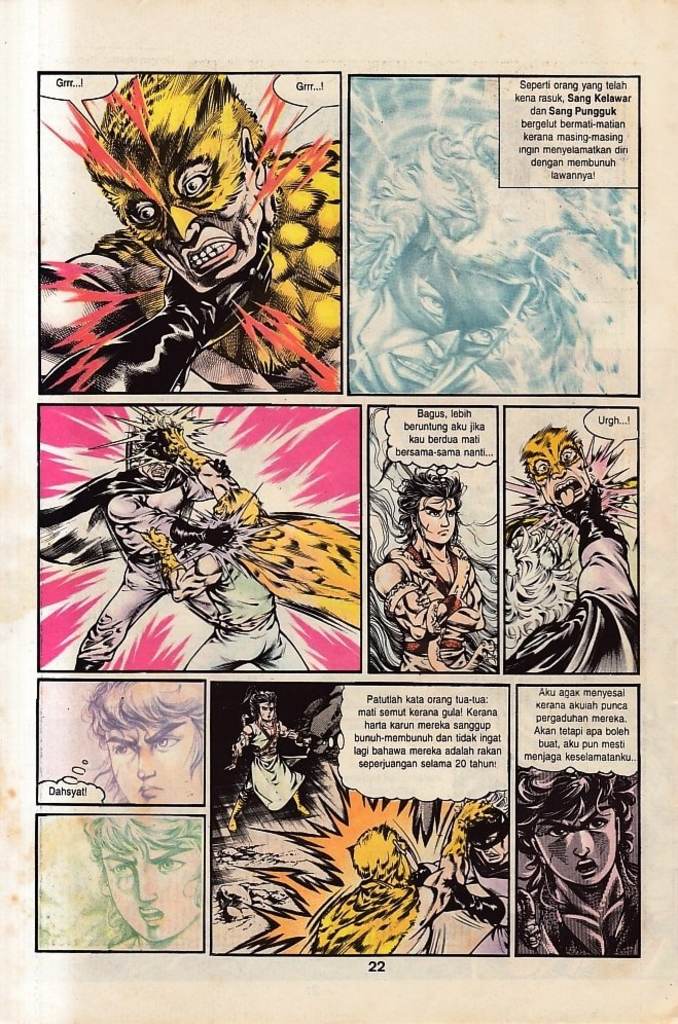 Grrr...!
Grrr...!
Seperti orang yang telah
kena rasuk, Sang Kelawar
dan Sang Pungguk
bergelut bermati-matian
kerana masing-masing
ingin menyelamatkan diri
dengan membunuh
lawannya!
Bagus, lebih
beruntung aku jika
kau berdua mati
bersama-sama nanti...
Urgh...!
Dahsyat!
Patutlah kata orang tua-tua:
mati semut kerana gula! Kerana
harta karun mereka sanggup
bunuh-membunuh dan tidak ingat
lagi bahawa mereka adalah rakan
seperjuangan selama 20 tahun!
Aku agak menyesal
kerana akulah punca
pergaduhan mereka.
Akan tetapi apa boleh
buat, aku pun mesti
menjaga keselamatanku..
22